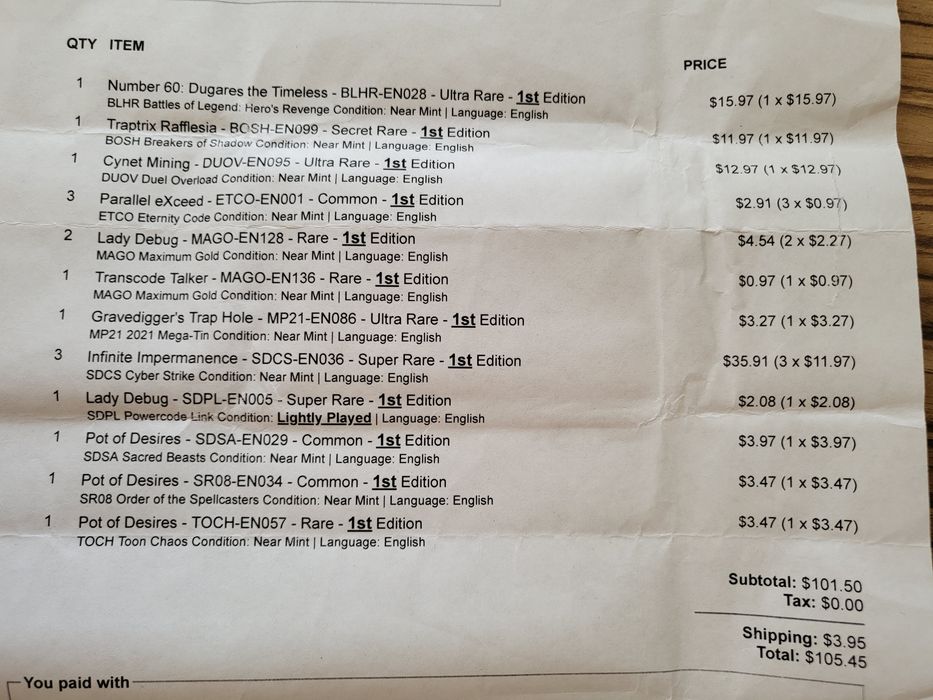 QTY ITEM PRICE
1 Number 60: Dugares the Timeless - BLHR-EN028 - Ultra Rare - 1st Edition $15.97 (1 x $15.97)
BLHR Battles of Legend: Hero's Revenge Condition: Near Mint | Language: English
1 Traptrix Rafflesia - BOSH-EN099 - Secret Rare - 1st Edition $11.97 (1 x $11.97)
BOSH Breakers of Shadow Condition: Near Mint | Language: English
1 Cynet Mining - DUOV-EN095 - Ultra Rare - 1st Edition $12.97 (1 x $12.97)
DUOV Duel Overload Condition: Near Mint | Language: English
3 Parallel eXceed - ETCO-EN001 - Common - 1st Edition $2.91 (3 x $0.97)
ETCO Eternity Code Condition: Near Mint | Language: English
2 Lady Debug - MAGO-EN128 - Rare - 1st Edition $4.54 (2 x $2.27)
MAGO Maximum Gold Condition: Near Mint | Language: English
1 Transcode Talker - MAGO-EN136 - Rare - 1st Edition $0.97 (1 x $0.97)
MAGO Maximum Gold Condition: Near Mint | Language: English
1 Gravedigger's Trap Hole - MP21-EN086 - Ultra Rare - 1st Edition $3.27 (1 x $3.27)
MP21 2021 Mega-Tin Condition: Near Mint | Language: English
3 Infinite Impermanence - SDCS-EN036 - Super Rare - 1st Edition $35.91 (3 x $11.97)
SDCS Cyber Strike Condition: Near Mint | Language: English
1 Lady Debug - SDPL-EN005 - Super Rare - 1st Edition $2.08 (1 x $2.08)
SDPL Powercode Link Condition: Lightly Played | Language: English
1 Pot of Desires - SDSA-EN029 - Common - 1st Edition $3.97 (1 x $3.97)
SDSA Sacred Beasts Condition: Near Mint | Language: English
1 Pot of Desires - SR08-EN034 - Common - 1st Edition $3.47 (1 x $3.47)
SR08 Order of the Spellcasters Condition: Near Mint | Language: English
1 Pot of Desires - TOCH-EN057 - Rare - 1st Edition $3.47 (1 x $3.47)
TOCH Toon Chaos Condition: Near Mint | Language: English
Subtotal: $101.50
Tax: $0.00
Shipping: $3.95
Total: $105.45
You paid with